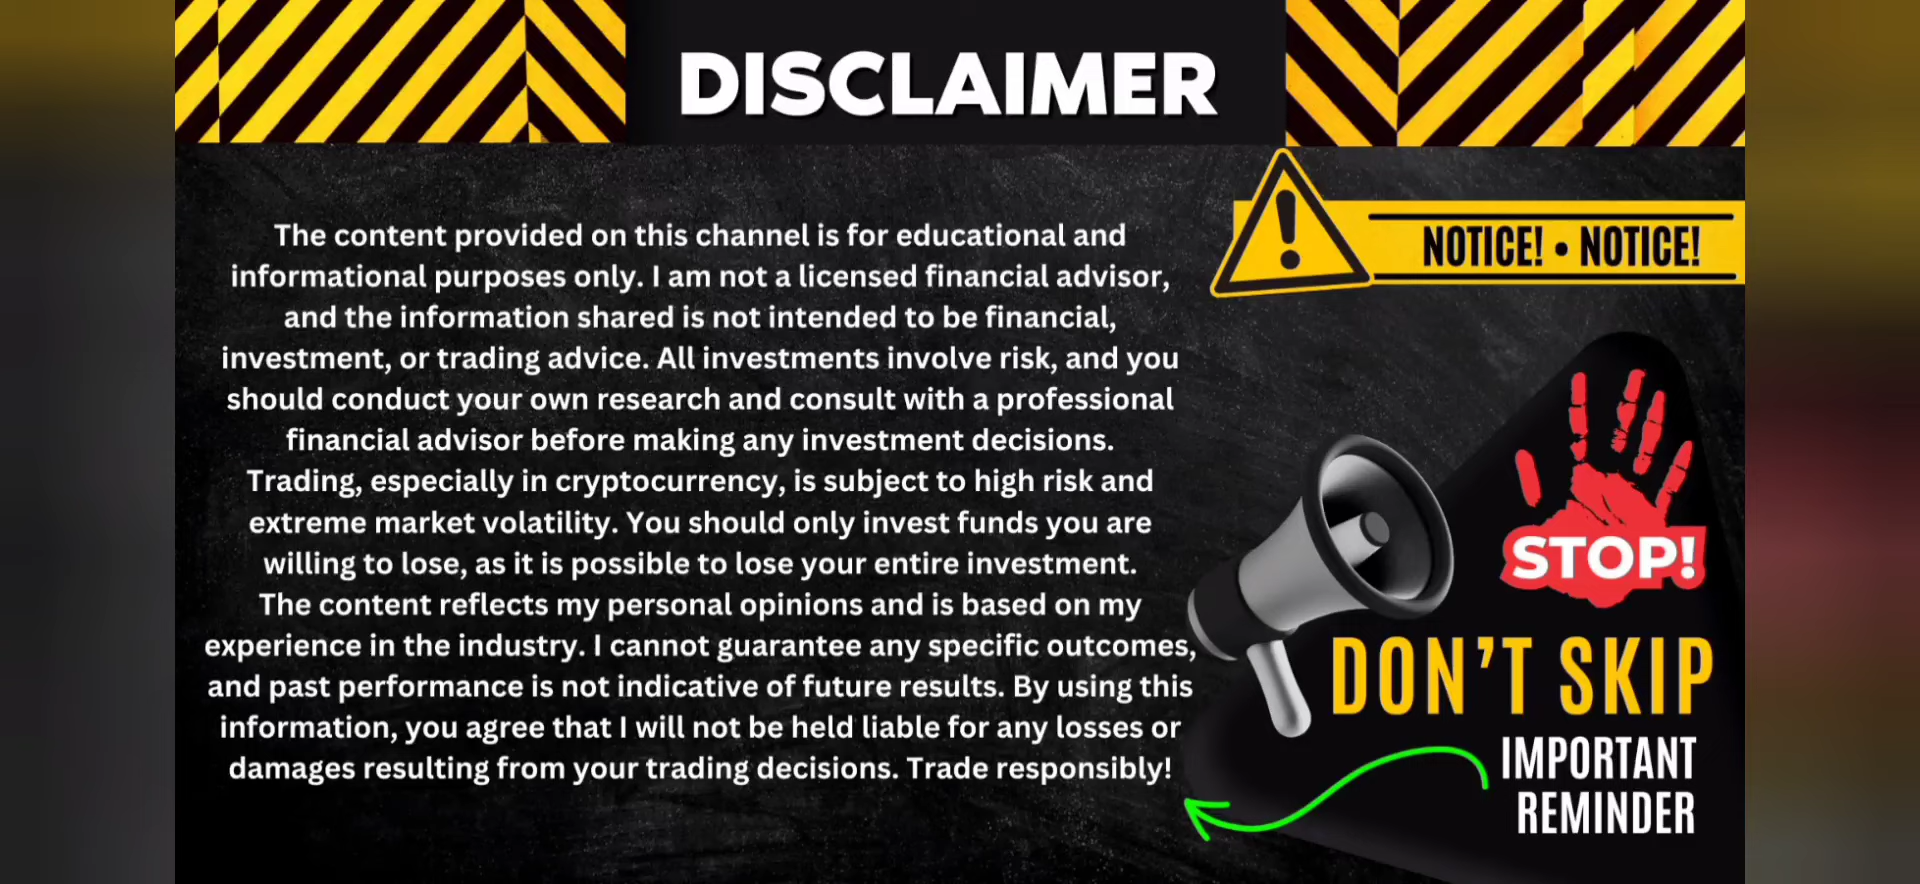 DISCLAIMER
NOTICE! • NOTICE!
The content provided on this channel is for educational and
informational purposes only. I am not a licensed financial advisor,
and the information shared is not intended to be financial,
investment, or trading advice. All investments involve risk, and you
should conduct your own research and consult with a professional
financial advisor before making any investment decisions.
Trading, especially in cryptocurrency, is subject to high risk and
extreme market volatility. You should only invest funds you are
willing to lose, as it is possible to lose your entire investment.
The content reflects my personal opinions and is based on my
experience in the industry. I cannot guarantee any specific outcomes,
and past performance is not indicative of future results. By using this
information, you agree that I will not be held liable for any losses or
damages resulting from your trading decisions. Trade responsibly!
STOP!
DON'T SKIP
IMPORTANT
REMINDER